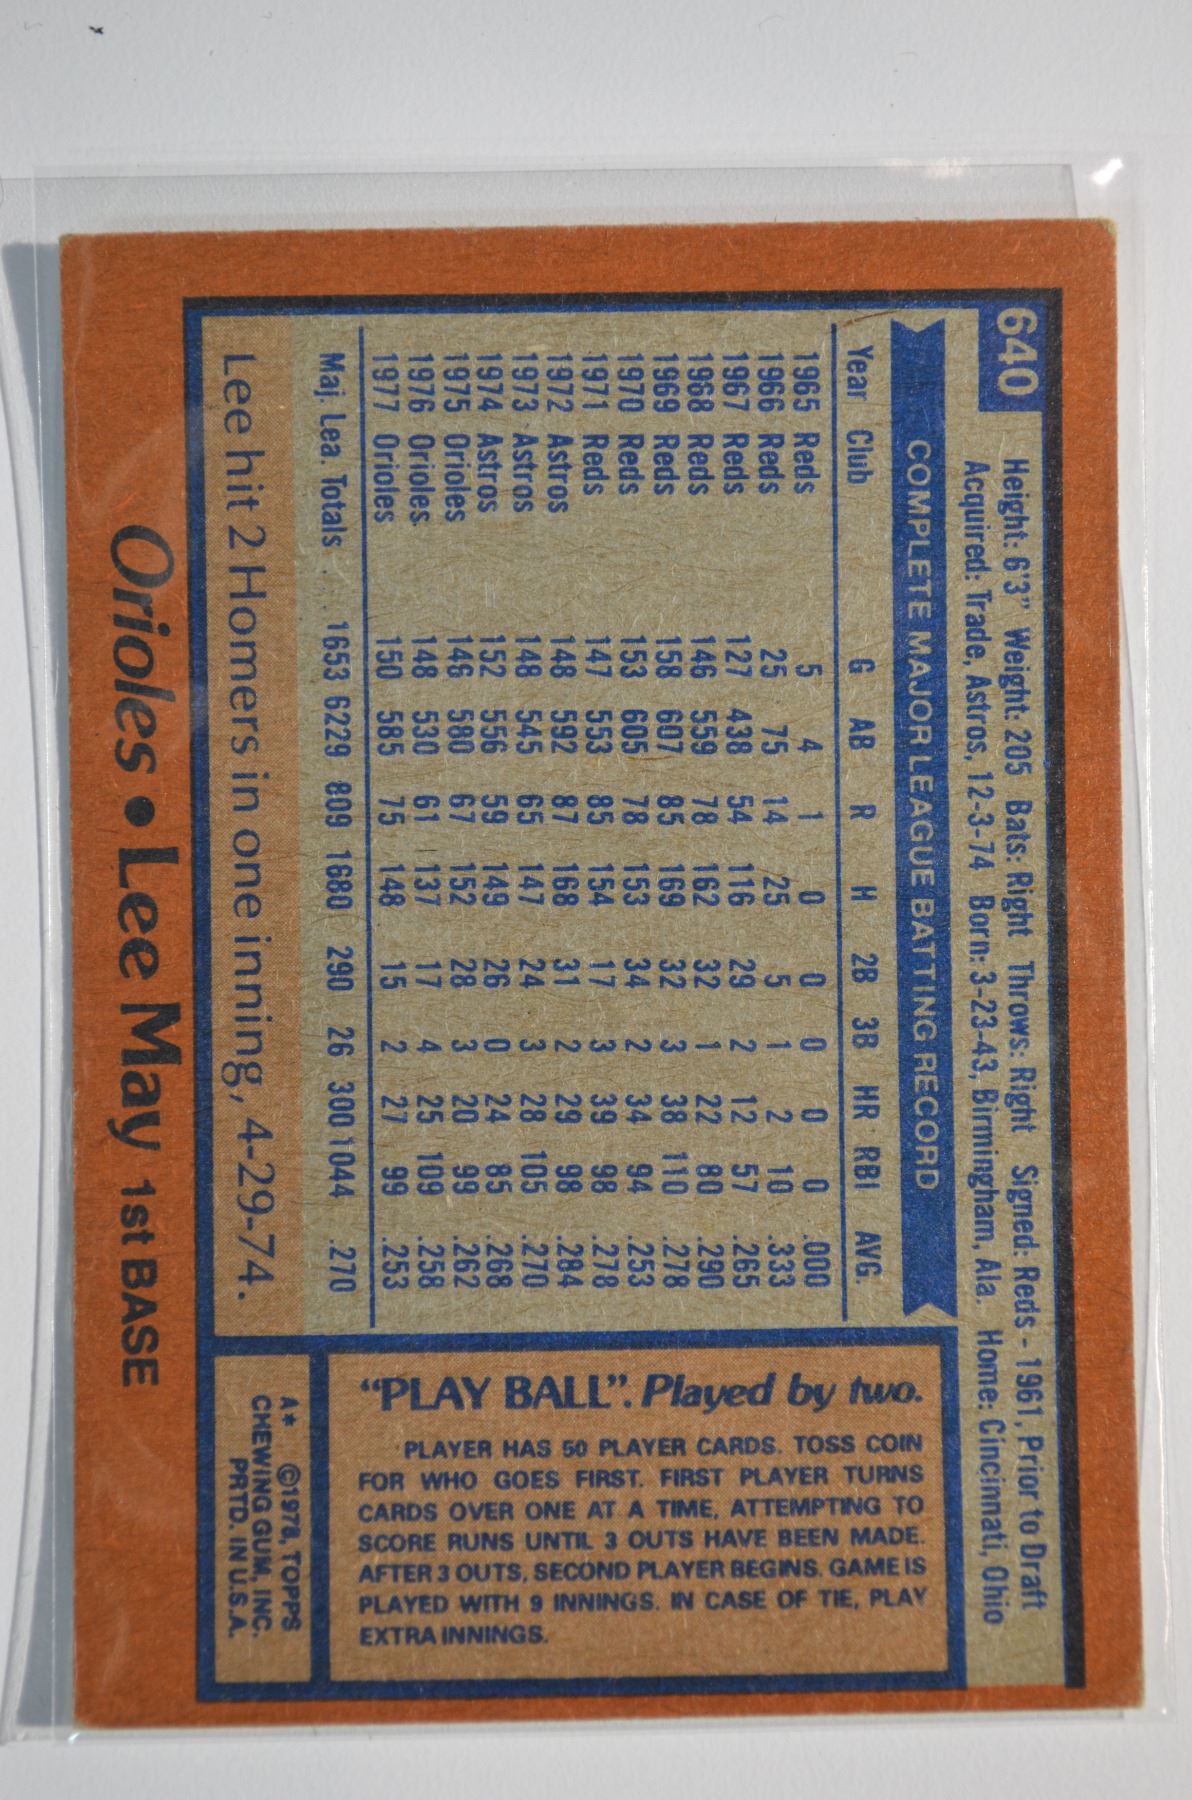 640
Height: 6'3" Weight: 205 Bats: Right Throws: Right Signed: Reds - 1961, Prior to Draft
Acquired: Trade, Astros, 12-3-74 Born: 3-23-43, Birmingham, Ala. Home: Cincinnati, Ohio
COMPLETE MAJOR LEAGUE BATTING RECORD
Year Club G AB R H 2B 3B HR RBI AVG.
1965 Reds 5 4 1 0 0 0 0 0 .000
1966 Reds 25 75 14 25 5 1 2 10 .333
1967 Reds 127 438 54 116 29 2 12 57 .265
1968 Reds 146 559 78 162 32 1 22 80 .290
1969 Reds 158 607 85 169 32 3 38 110 .278
1970 Reds 153 605 78 153 34 2 34 94 .253
1971 Reds 147 553 85 154 17 3 39 98 .278
1972 Astros 148 592 87 168 31 2 29 98 .284
1973 Astros 148 545 65 147 24 3 28 105 .270
1974 Astros 152 556 59 149 26 0 24 85 .268
1975 Orioles 146 580 67 152 28 3 20 99 .262
1976 Orioles 148 530 61 137 17 4 25 109 .258
1977 Orioles 150 585 75 148 15 2 27 99 .253
Maj. Lea. Totals . . . 1653 6229 809 1680 290 26 300 1044 .270
Lee hit 2 Homers in one inning, 4-29-74.
Orioles • Lee May 1st BASE
"PLAY BALL". Played by two.
PLAYER HAS 50 PLAYER CARDS. TOSS COIN
FOR WHO GOES FIRST. FIRST PLAYER TURNS
CARDS OVER ONE AT A TIME, ATTEMPTING TO
SCORE RUNS UNTIL 3 OUTS HAVE BEEN MADE.
AFTER 3 OUTS, SECOND PLAYER BEGINS. GAME IS
PLAYED WITH 9 INNINGS. IN CASE OF TIE, PLAY
EXTRA INNINGS.
A* ©1978, TOPPS
CHEWING GUM, INC.
PRTD. IN U.S.A.